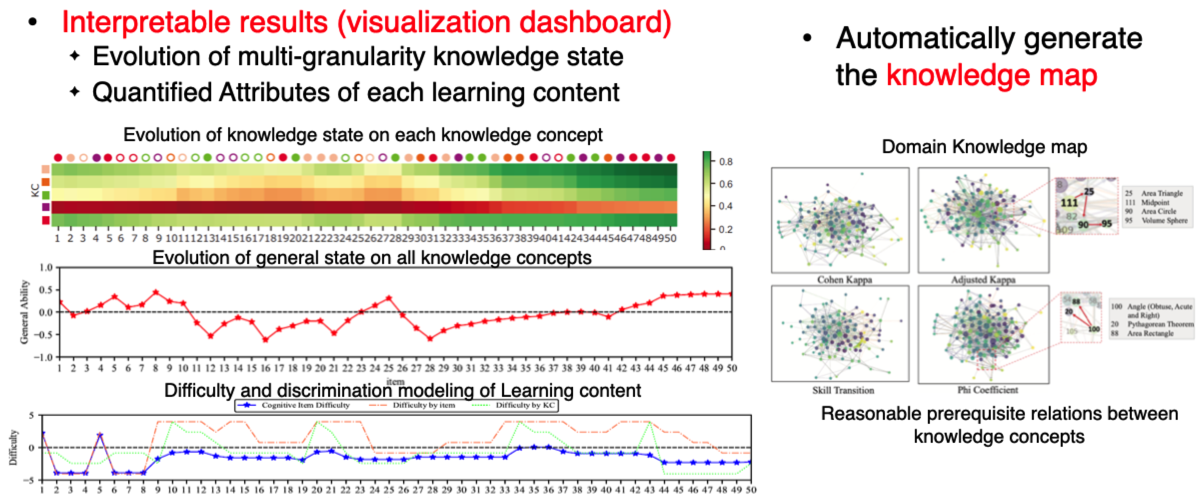 • Interpretable results (visualization dashboard)
✦ Evolution of multi-granularity knowledge state
✦ Quantified Attributes of each learning content
Evolution of knowledge state on each knowledge concept
KC
0.8
0.6
0.4
0.2
0
1 2 3 4 5 6 7 8 9 10 11 12 13 14 15 16 17 18 19 20 21 22 23 24 25 26 27 28 29 30 31 32 33 34 35 36 37 38 39 40 41 42 43 44 45 46 47 48 49 50
Evolution of general state on all knowledge concepts
General Ability
1.0
0.5
0.0
−0.5
−1.0
1 2 3 4 5 6 7 8 9 10 11 12 13 14 15 16 17 18 19 20 21 22 23 24 25 26 27 28 29 30 31 32 33 34 35 36 37 38 39 40 41 42 43 44 45 46 47 48 49 50
item
Difficulty and discrimination modeling of Learning content
Cognitive Item Difficulty Difficulty by item Difficulty by KC
Difficulty
5
0
−5
1 2 3 4 5 6 7 8 9 10 11 12 13 14 15 16 17 18 19 20 21 22 23 24 25 26 27 28 29 30 31 32 33 34 35 36 37 38 39 40 41 42 43 44 45 46 47 48 49 50
• Automatically generate
the knowledge map
Domain Knowledge map
Cohen Kappa
Adjusted Kappa
8
25
111
82
90
95
109
25 Area Triangle
111 Midpoint
90 Area Circle
95 Volume Sphere
Skill Transition
Phi Coefficient
88
20
100
100 Angle (Obtuse, Acute
and Right)
20 Pythagorean Theorem
88 Area Rectangle
Reasonable prerequisite relations between
knowledge concepts